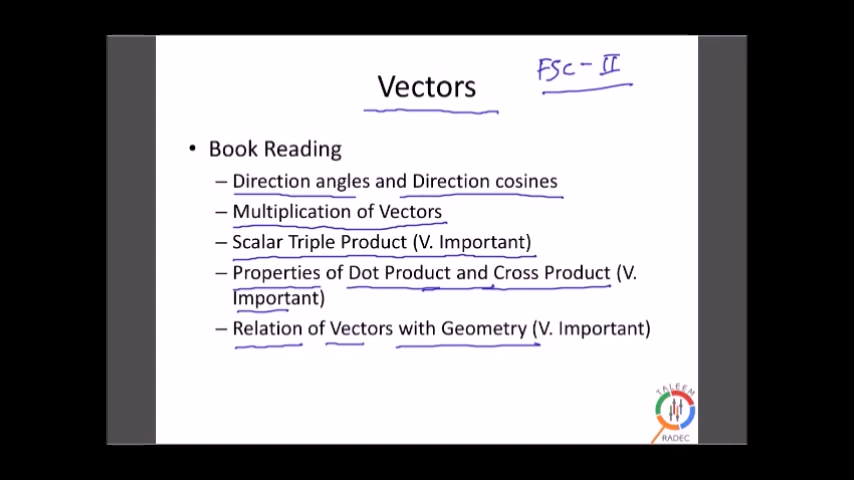 FSC - II
Vectors
• Book Reading
– Direction angles and Direction cosines
– Multiplication of Vectors
– Scalar Triple Product (V. Important)
– Properties of Dot Product and Cross Product (V.
Important)
– Relation of Vectors with Geometry (V. Important)
TALEEM
RADEC